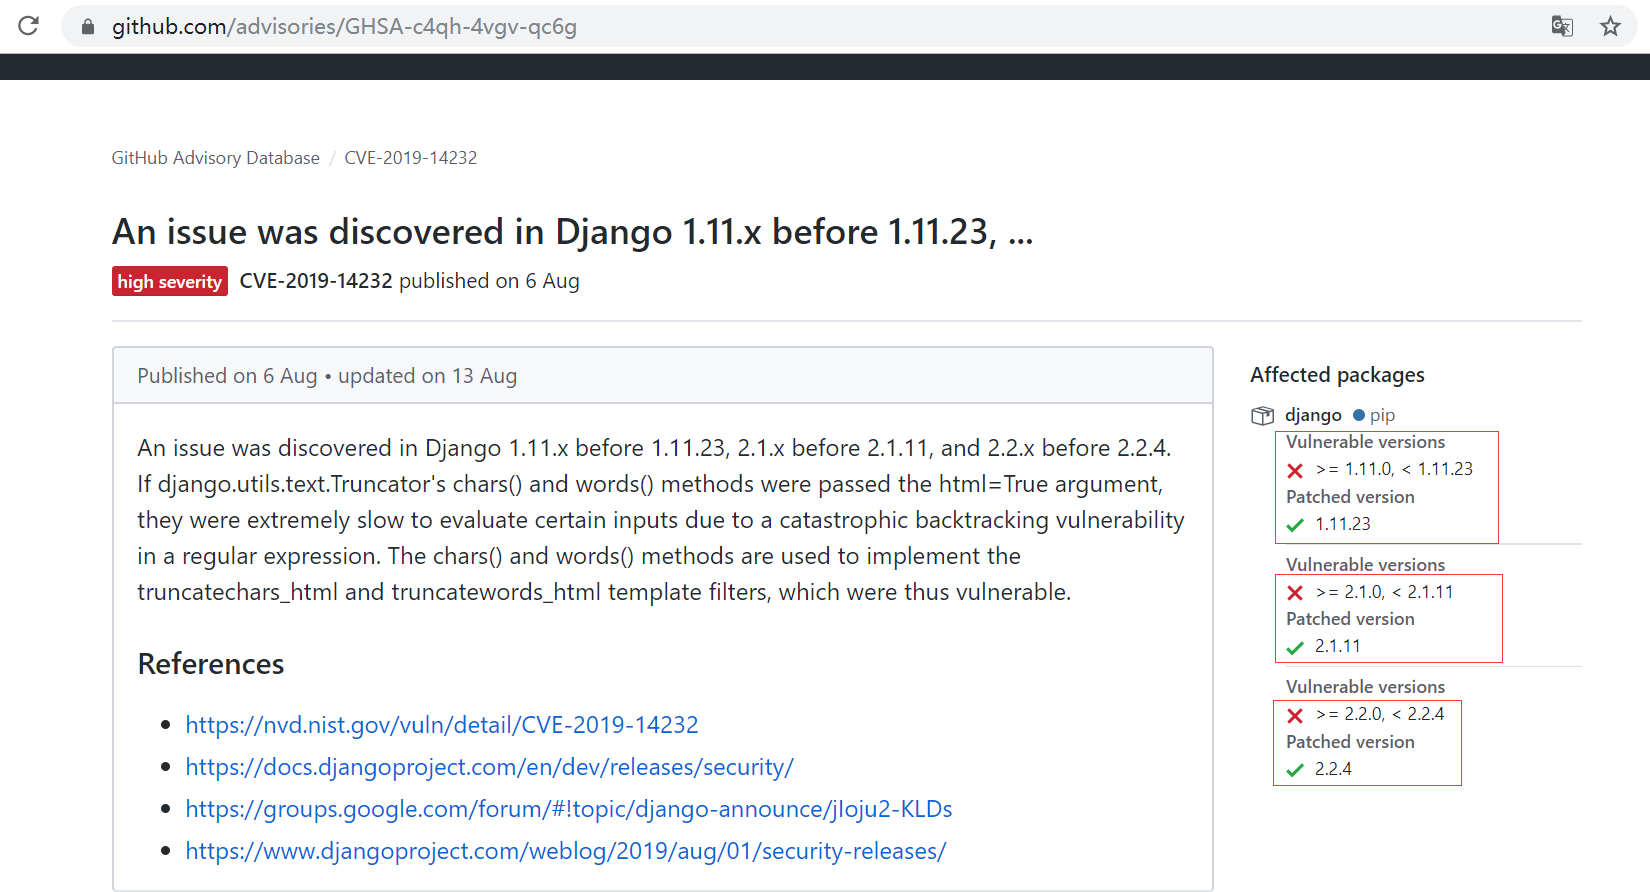 github.com/advisories/GHSA-c4qh-4vgv-qc6g
GitHub Advisory Database / CVE-2019-14232
An issue was discovered in Django 1.11.x before 1.11.23, ...
high severity CVE-2019-14232 published on 6 Aug
Published on 6 Aug • updated on 13 Aug
An issue was discovered in Django 1.11.x before 1.11.23, 2.1.x before 2.1.11, and 2.2.x before 2.2.4.
If django.utils.text.Truncator's chars() and words() methods were passed the html=True argument,
they were extremely slow to evaluate certain inputs due to a catastrophic backtracking vulnerability
in a regular expression. The chars() and words() methods are used to implement the
truncatechars_html and truncatewords_html template filters, which were thus vulnerable.
References
• https://nvd.nist.gov/vuln/detail/CVE-2019-14232
• https://docs.djangoproject.com/en/dev/releases/security/
• https://groups.google.com/forum/#!topic/django-announce/jIoju2-KLDs
• https://www.djangoproject.com/weblog/2019/aug/01/security-releases/
Affected packages
django pip
Vulnerable versions
>= 1.11.0, < 1.11.23
Patched version
1.11.23
Vulnerable versions
>= 2.1.0, < 2.1.11
Patched version
2.1.11
Vulnerable versions
>= 2.2.0, < 2.2.4
Patched version
2.2.4